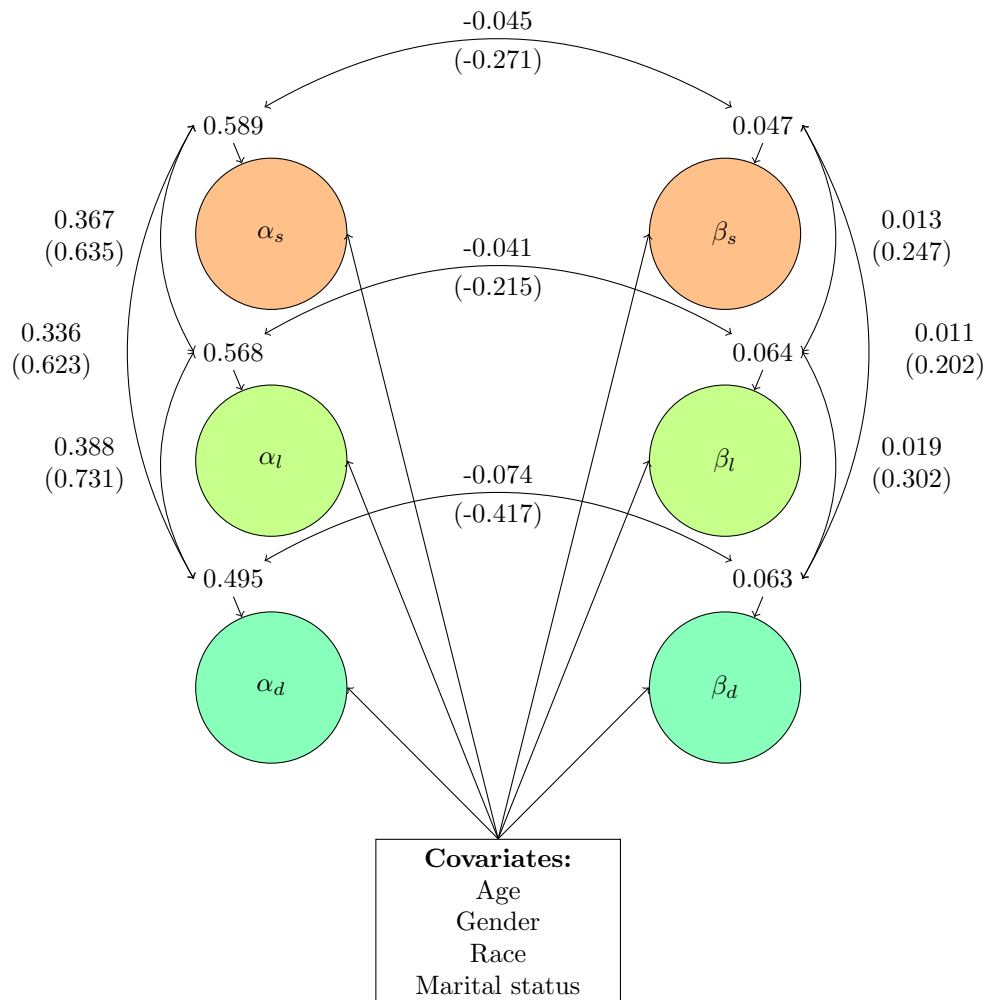 -0.045
(-0.271)
0.589
0.047
α_s
β_s
0.367
(0.635)
0.013
(0.247)
-0.041
(-0.215)
0.336
(0.623)
0.568
0.064
0.011
(0.202)
α_l
β_l
0.388
(0.731)
0.019
(0.302)
-0.074
(-0.417)
0.495
0.063
α_d
β_d
Covariates:
Age
Gender
Race
Marital status